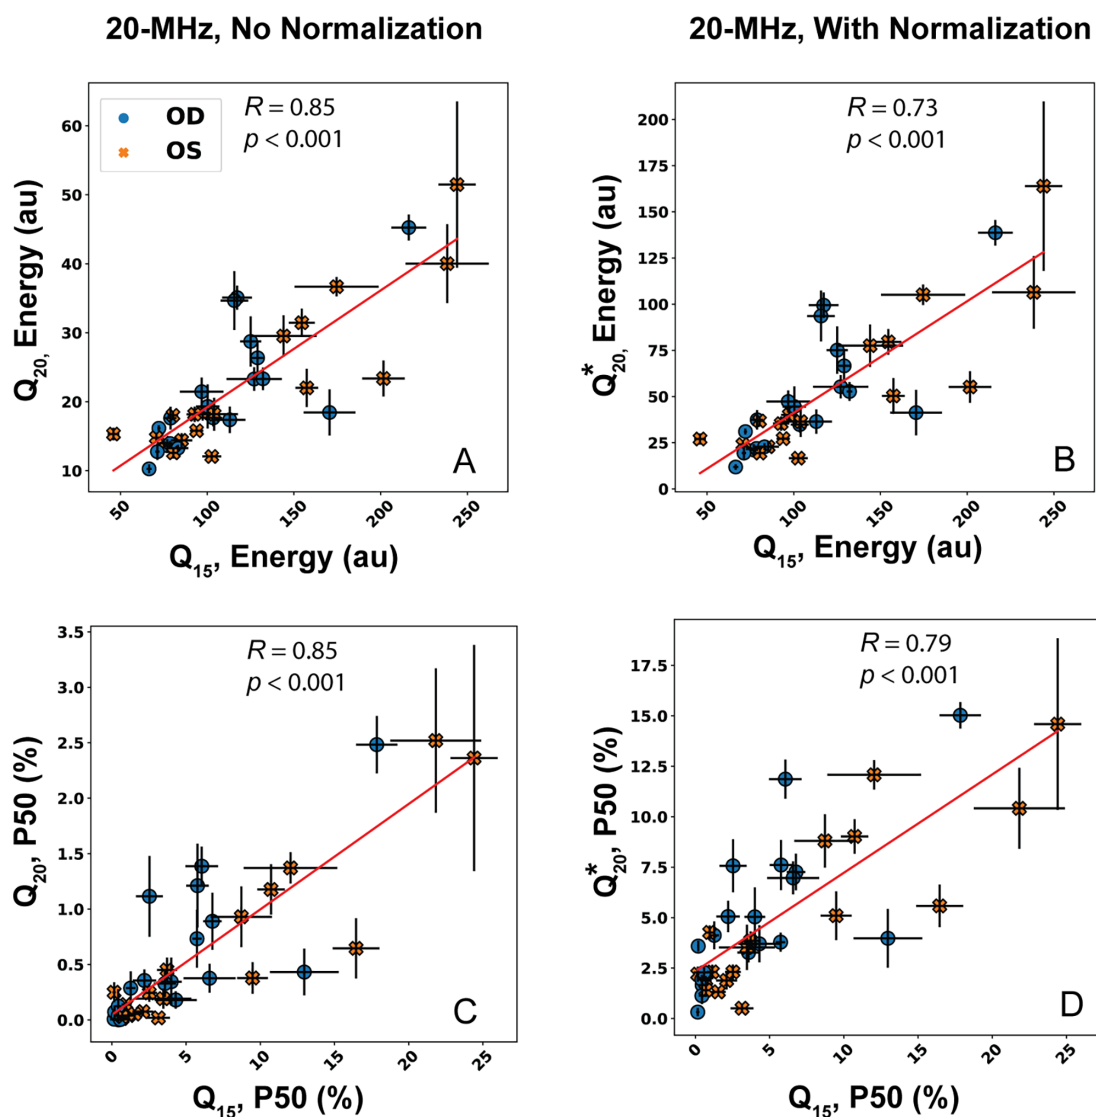 20-MHz, No Normalization
20-MHz, With Normalization
OD
OS
R = 0.85
p < 0.001
A
60
50
40
30
20
10
50
100
150
200
250
Q20, Energy (au)
Q15, Energy (au)
R = 0.73
p < 0.001
B
200
175
150
125
100
75
50
25
0
50
100
150
200
250
Q*20, Energy (au)
Q15, Energy (au)
R = 0.85
p < 0.001
C
3.5
3.0
2.5
2.0
1.5
1.0
0.5
0.0
0
5
10
15
20
25
Q20, P50 (%)
Q15, P50 (%)
R = 0.79
p < 0.001
D
17.5
15.0
12.5
10.0
7.5
5.0
2.5
0.0
0
5
10
15
20
25
Q*20, P50 (%)
Q15, P50 (%)